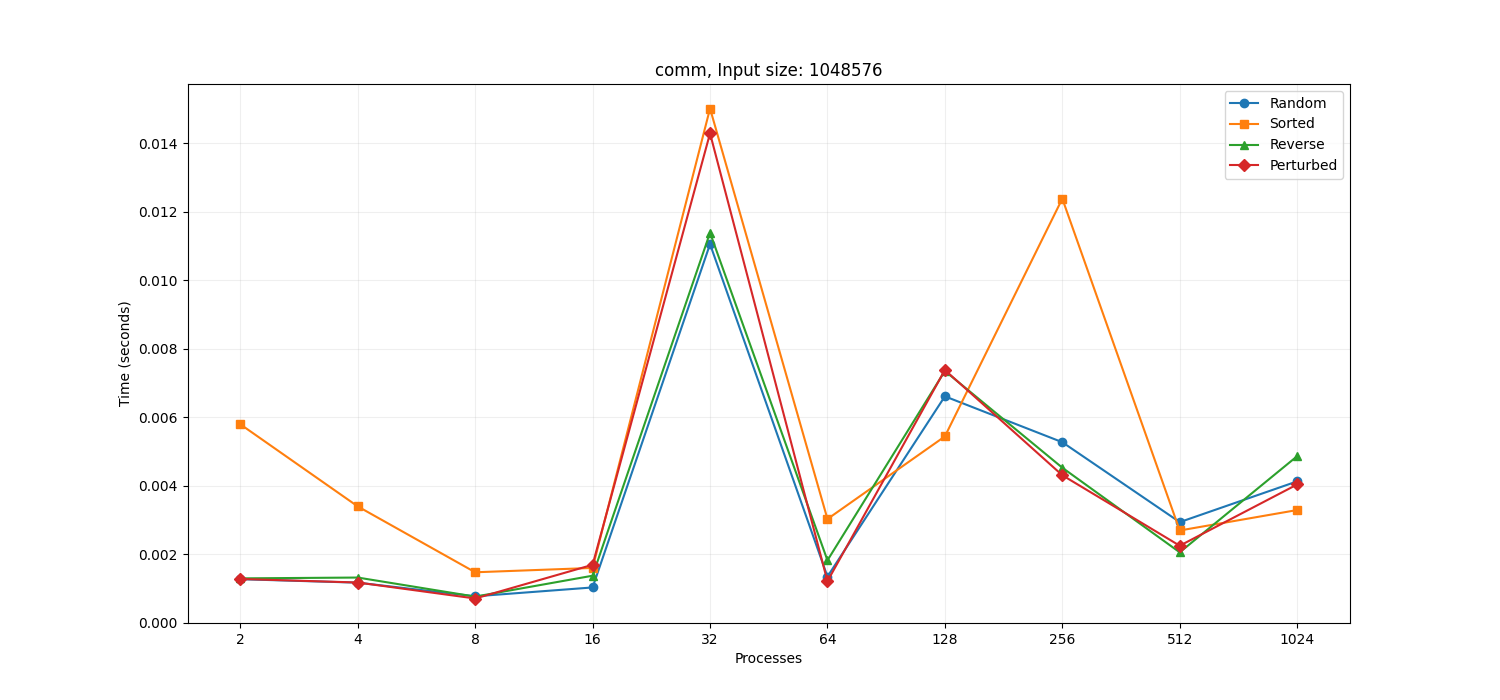 comm, Input size: 1048576
Random
Sorted
Reverse
Perturbed
Time (seconds)
0.014
0.012
0.010
0.008
0.006
0.004
0.002
0.000
2 4 8 16 32 64 128 256 512 1024
Processes